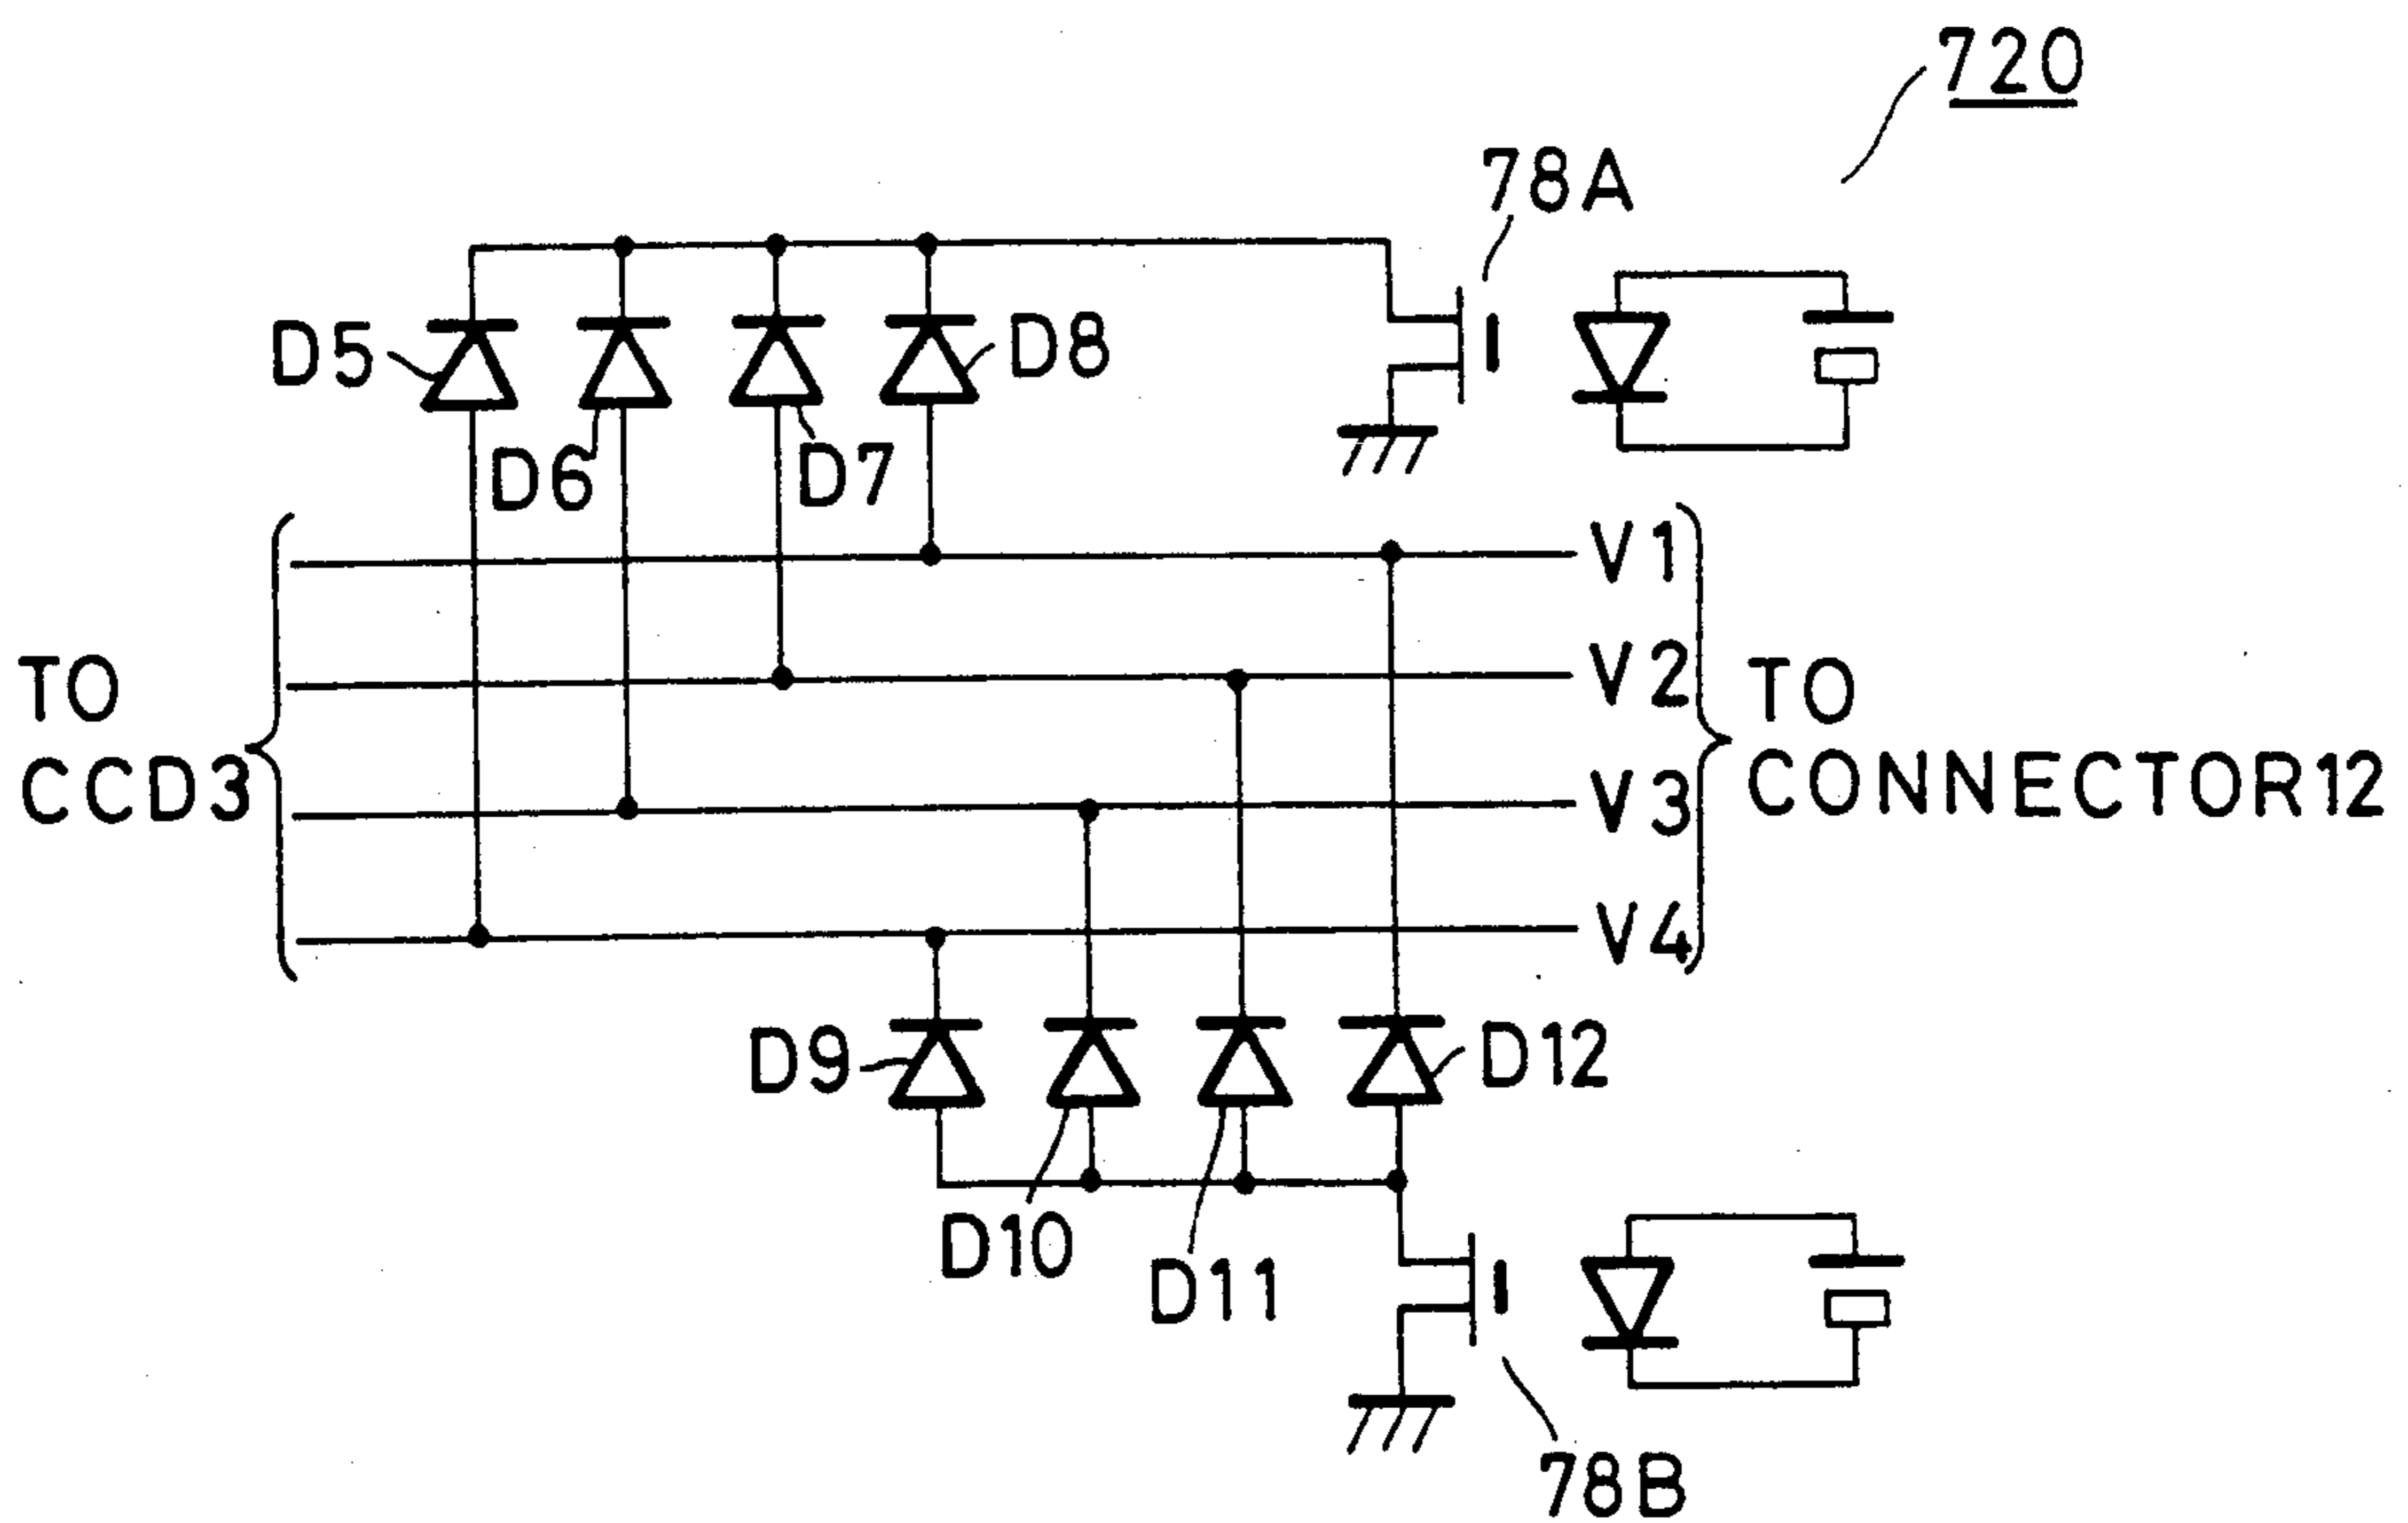 720
78A
D5
D8
D6
D7
V1
V2
TO
CCD3
TO
CONNECTOR12
V3
V4
D9
D12
D10
D11
78B